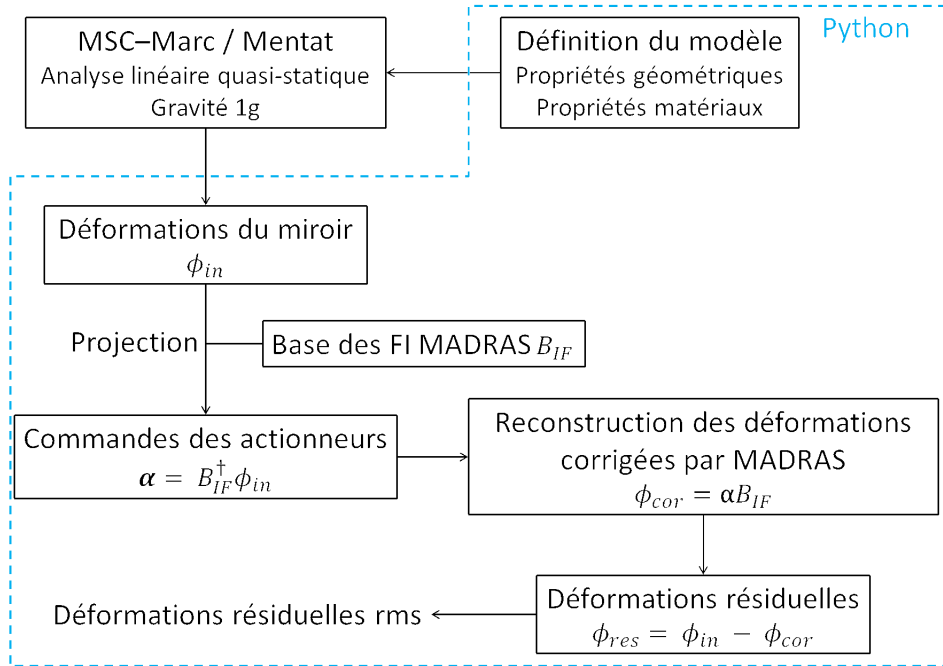 Python
MSC–Marc / Mentat
Analyse linéaire quasi-statique
Gravité 1g
Définition du modèle
Propriétés géométriques
Propriétés matériaux
Déformations du miroir
ϕ_in
Projection
Base des FI MADRAS B_IF
Commandes des actionneurs
α = B_IF^† ϕ_in
Reconstruction des déformations
corrigées par MADRAS
ϕ_cor = αB_IF
Déformations résiduelles
ϕ_res = ϕ_in − ϕ_cor
Déformations résiduelles rms